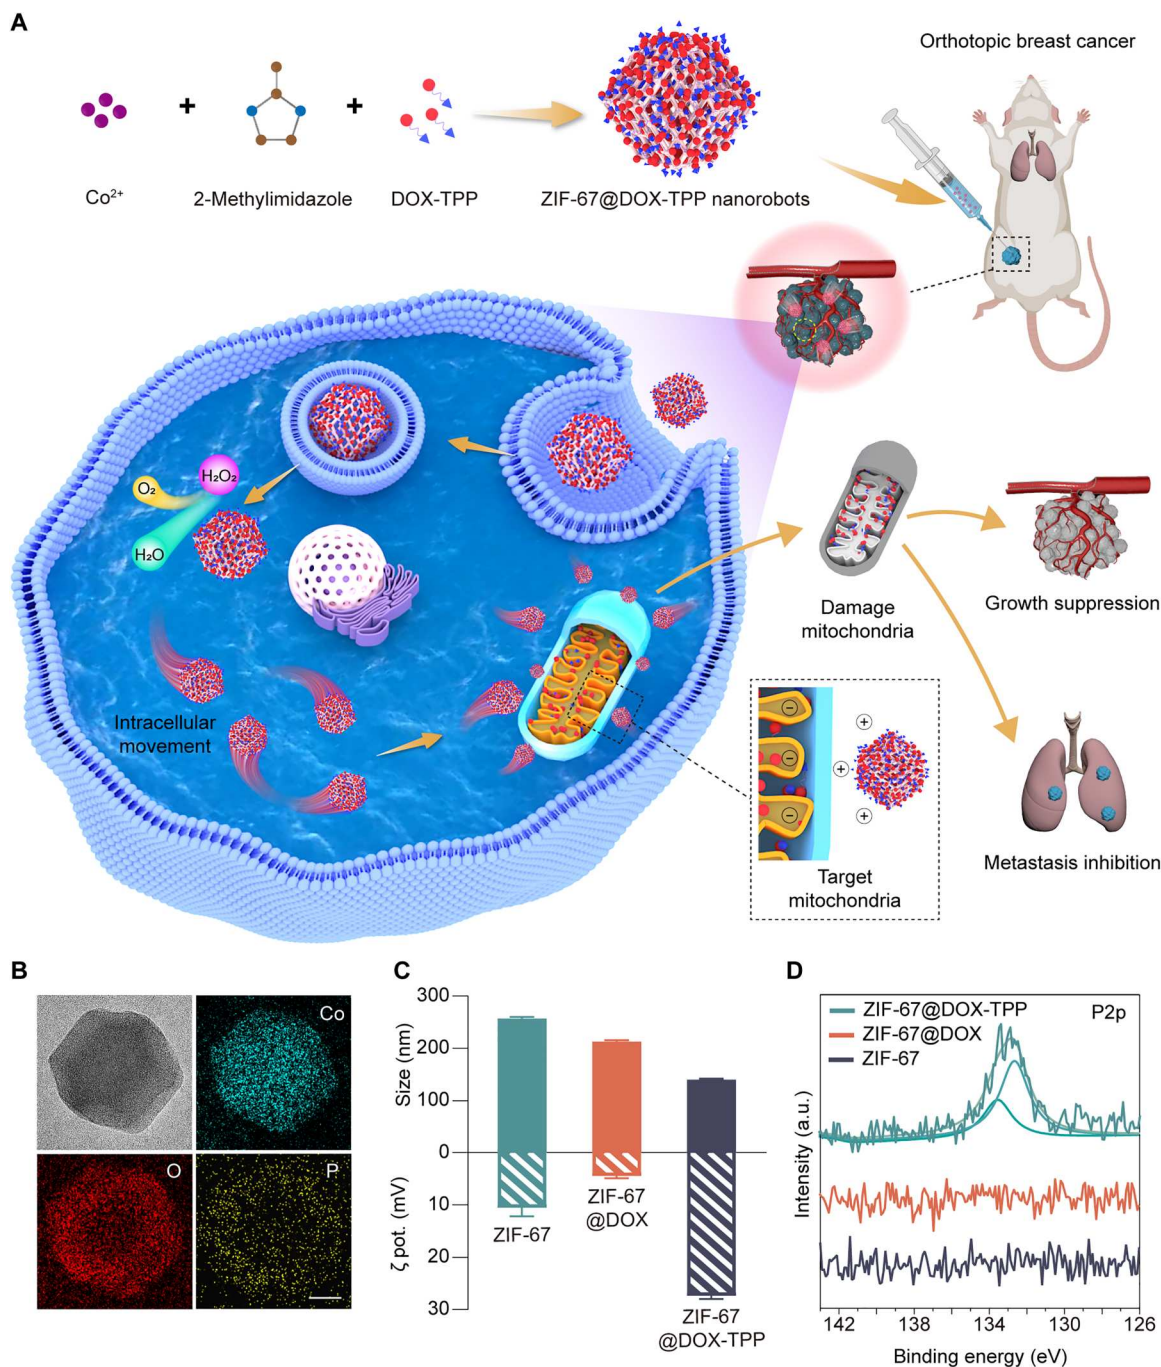 A
Orthotopic breast cancer
+
+
Co²⁺
2-Methylimidazole
DOX-TPP
ZIF-67@DOX-TPP nanorobots
O₂
H₂O₂
H₂O
Intracellular
movement
Damage
mitochondria
Growth suppression
−
−
−
+
+
+
Target
mitochondria
Metastasis inhibition
B
Co
O
P
C
300
200
100
0
10
20
30
Size (nm)
ζ pot. (mV)
ZIF-67
ZIF-67
@DOX
ZIF-67
@DOX-TPP
D
ZIF-67@DOX-TPP
ZIF-67@DOX
ZIF-67
P2p
Intensity (a.u.)
142
138
134
130
126
Binding energy (eV)